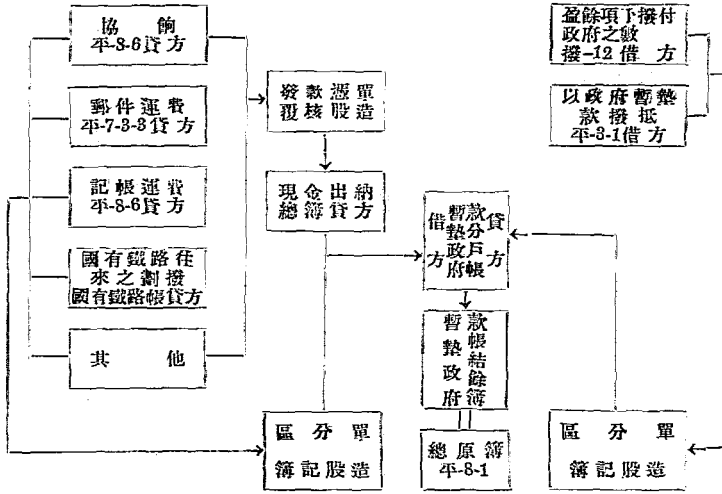 協餉
平-8-6貸方
郵件運費
平-7-3-3貸方
記帳運費
平-8-6貸方
國有鐵路往
來之劃撥
國有鐵路帳貸方
其他
發款憑單
覆核股造
現金出納
總簿貸方
區分單
簿記股造
借方
暫墊政府
款分戶帳
貸方
暫墊政府
款帳結餘簿
總原簿
平-8-1
盈餘項下撥付
政府之數
撥-12借方
以政府暫墊
款撥抵
平-3-1借方
區分單
簿記股造